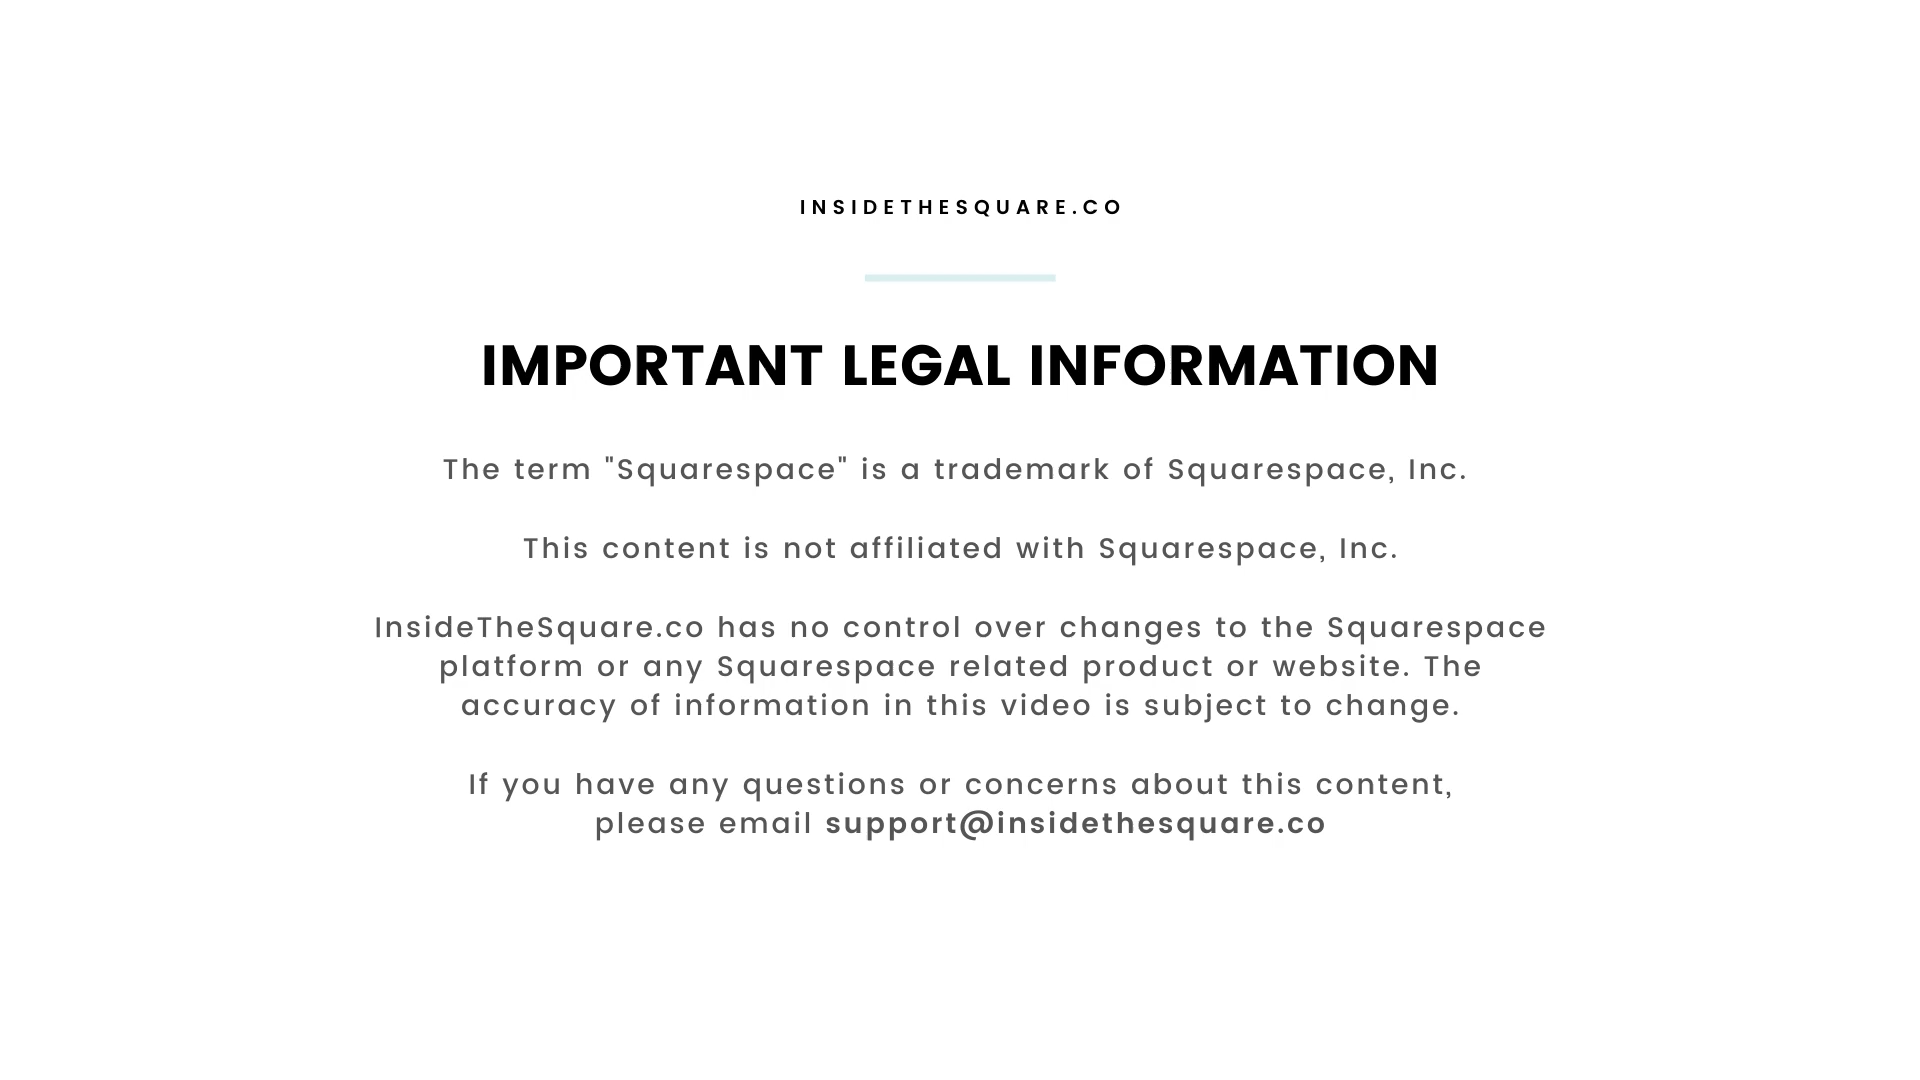 INSIDETHESQUARE.CO
IMPORTANT LEGAL INFORMATION
The term "Squarespace" is a trademark of Squarespace, Inc.
This content is not affiliated with Squarespace, Inc.
InsideTheSquare.co has no control over changes to the Squarespace
platform or any Squarespace related product or website. The
accuracy of information in this video is subject to change.
If you have any questions or concerns about this content,
please email support@insidethesquare.co